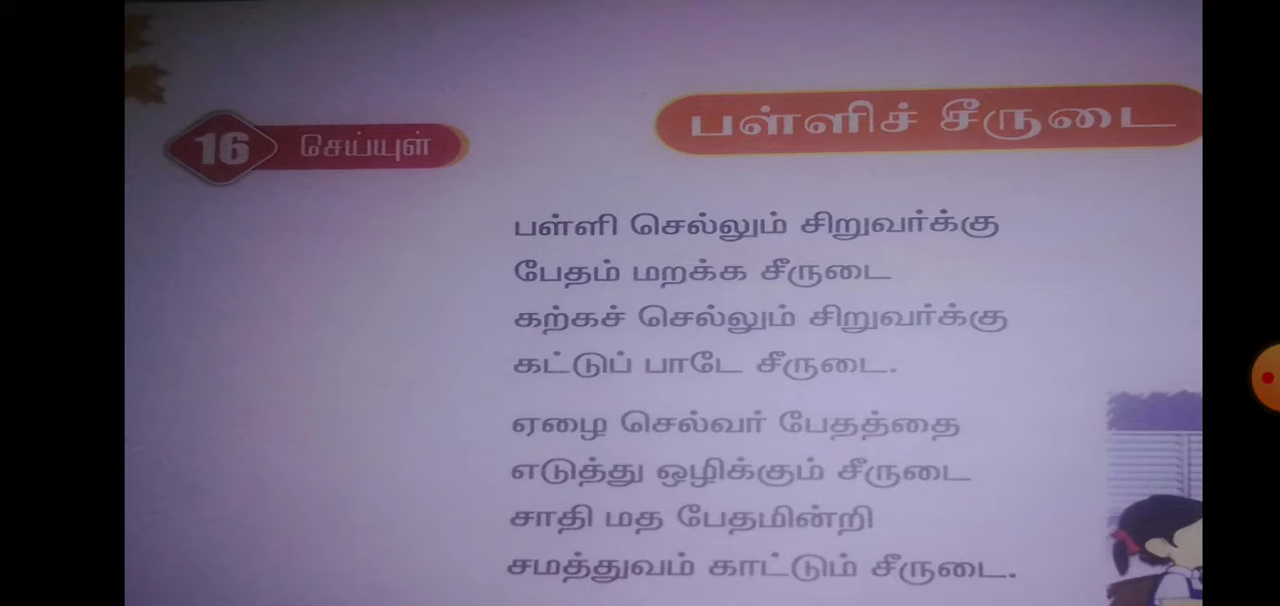 16 செய்யுள்
பள்ளிச் சீருடை
பள்ளி செல்லும் சிறுவர்க்கு
பேதம் மறக்க சீருடை
கற்கச் செல்லும் சிறுவர்க்கு
கட்டுப் பாடே சீருடை.
ஏழை செல்வர் பேதத்தை
எடுத்து ஒழிக்கும் சீருடை
சாதி மத பேதமின்றி
சமத்துவம் காட்டும் சீருடை.